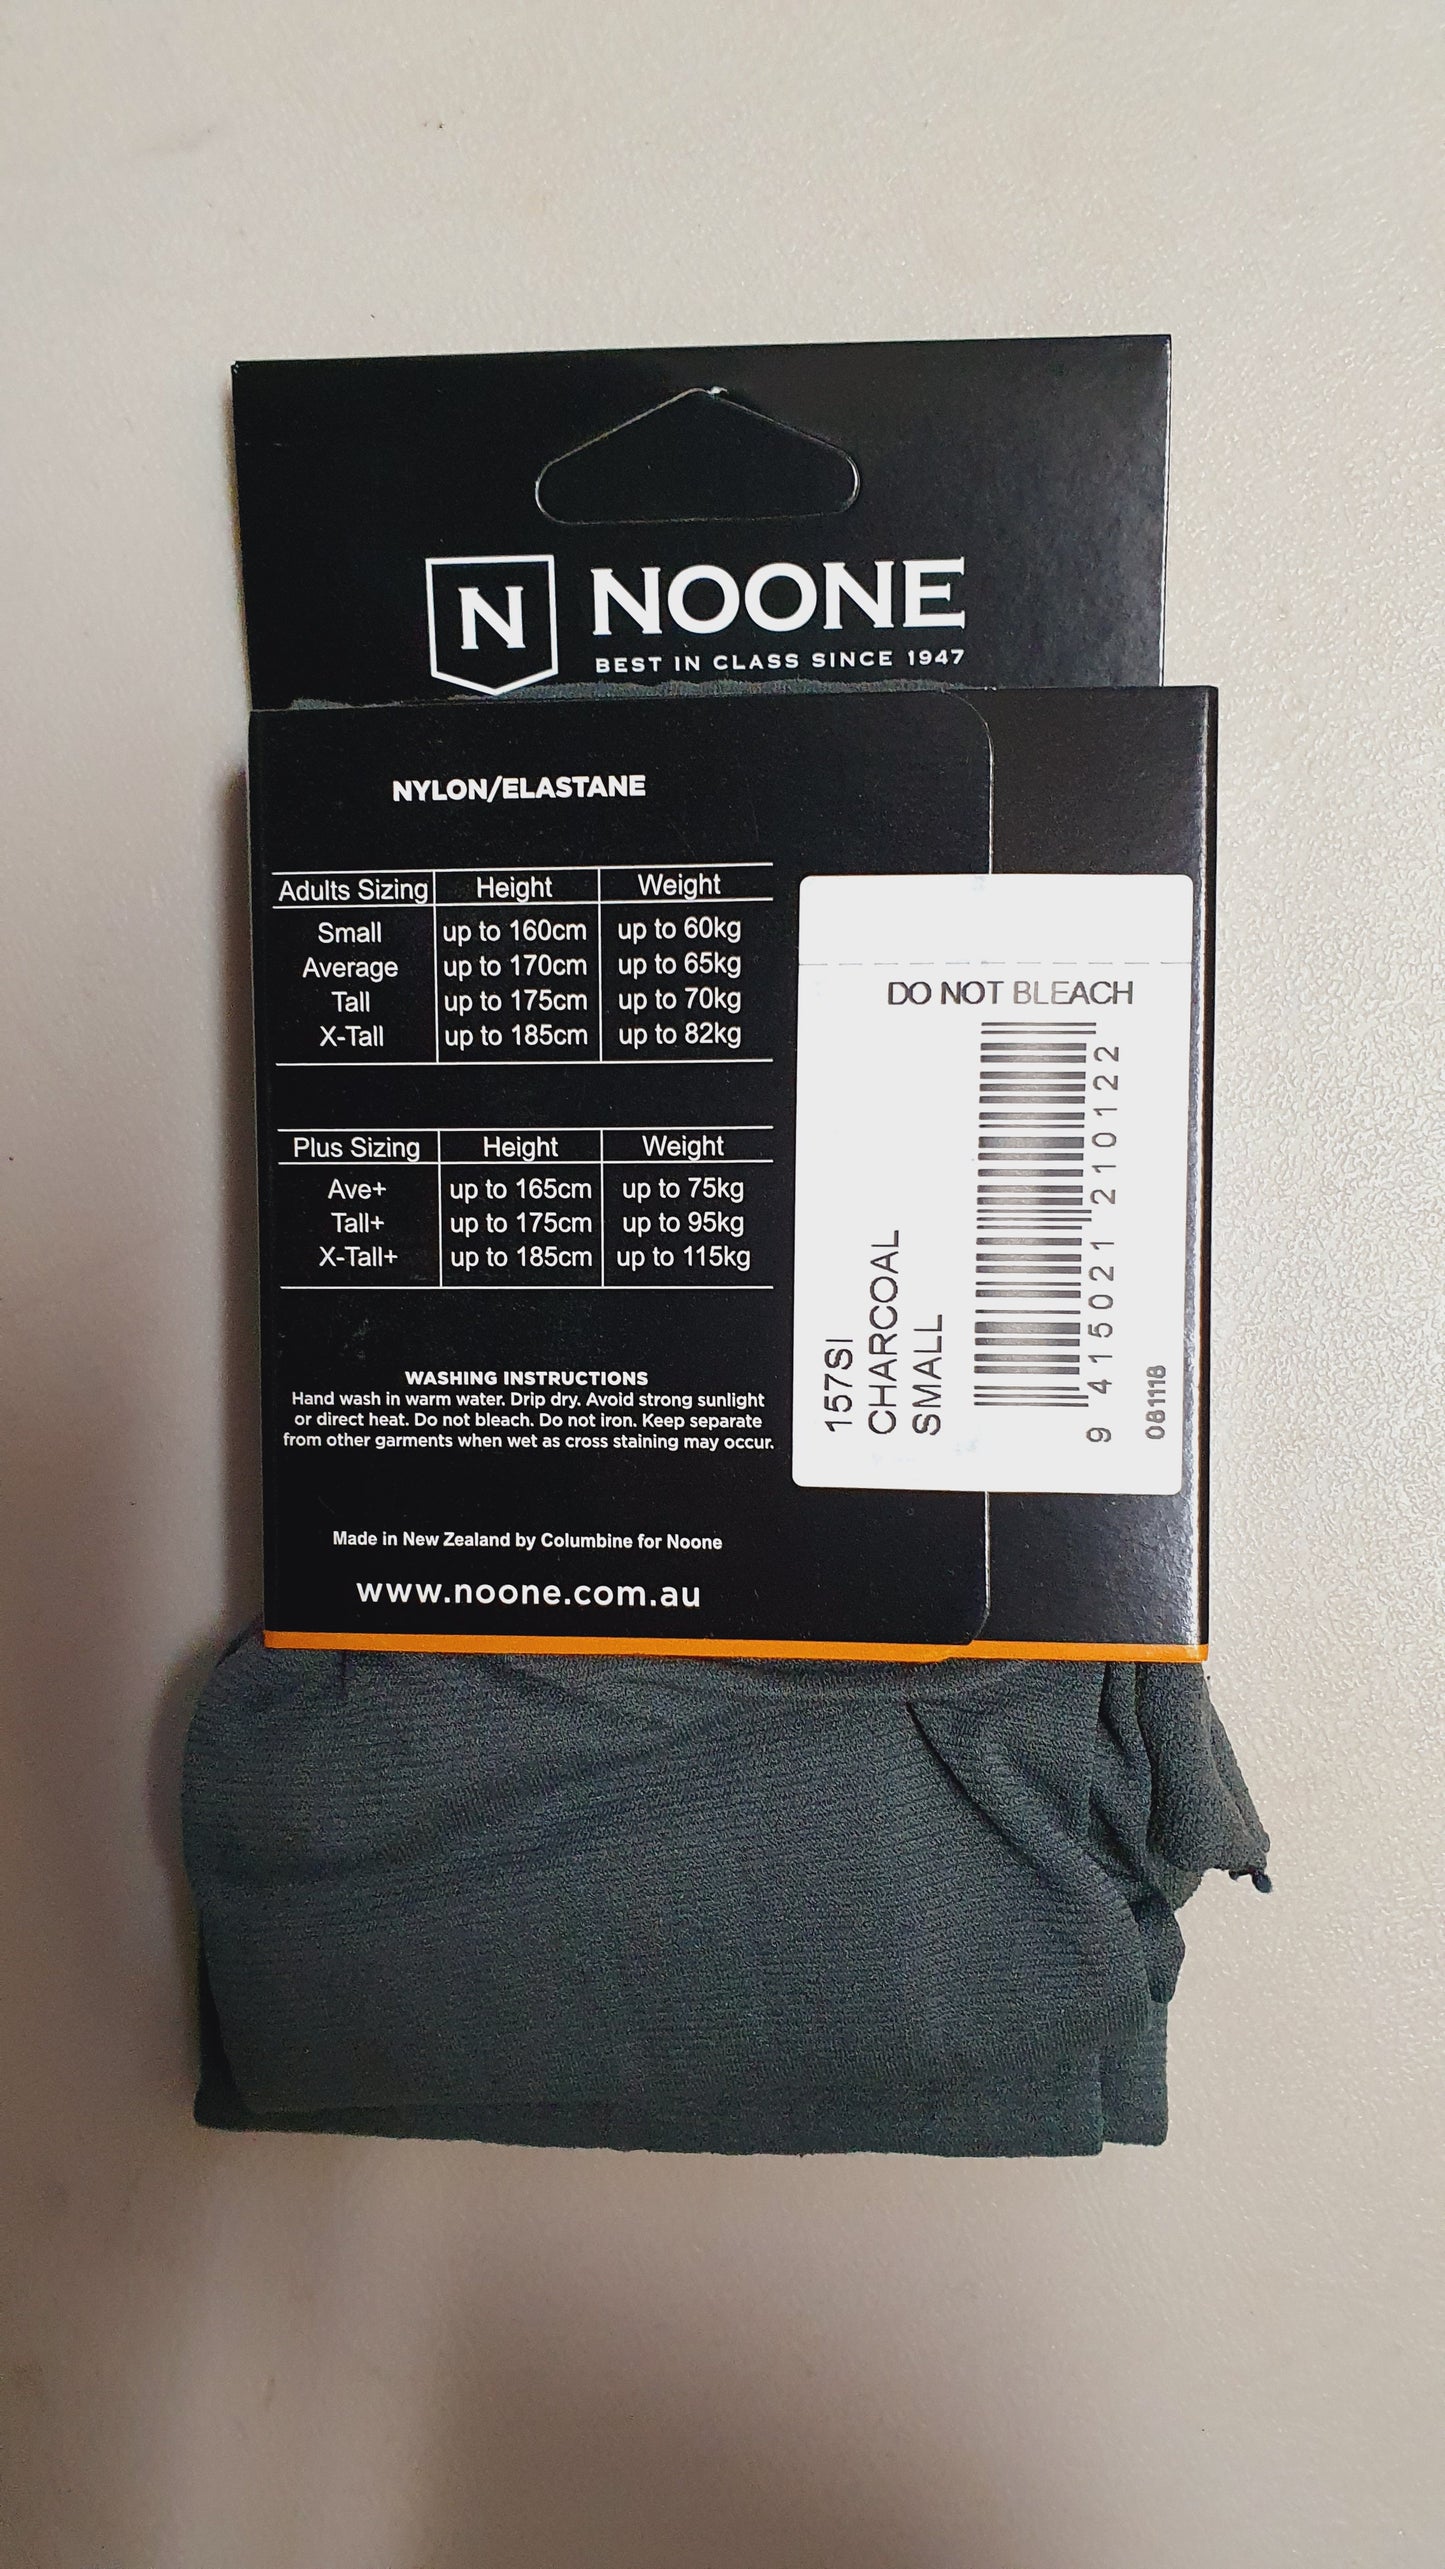 N NOONE
BEST IN CLASS SINCE 1947
NYLON/ELASTANE
Adults Sizing Height Weight
Small up to 160cm up to 60kg
Average up to 170cm up to 65kg
Tall up to 175cm up to 70kg
X-Tall up to 185cm up to 82kg
Plus Sizing Height Weight
Ave+ up to 165cm up to 75kg
Tall+ up to 175cm up to 95kg
X-Tall+ up to 185cm up to 115kg
WASHING INSTRUCTIONS
Hand wash in warm water. Drip dry. Avoid strong sunlight
or direct heat. Do not bleach. Do not iron. Keep separate
from other garments when wet as cross staining may occur.
Made in New Zealand by Columbine for Noone
www.noone.com.au
DO NOT BLEACH
157SI
CHARCOAL
SMALL
9 415021 210122
081118